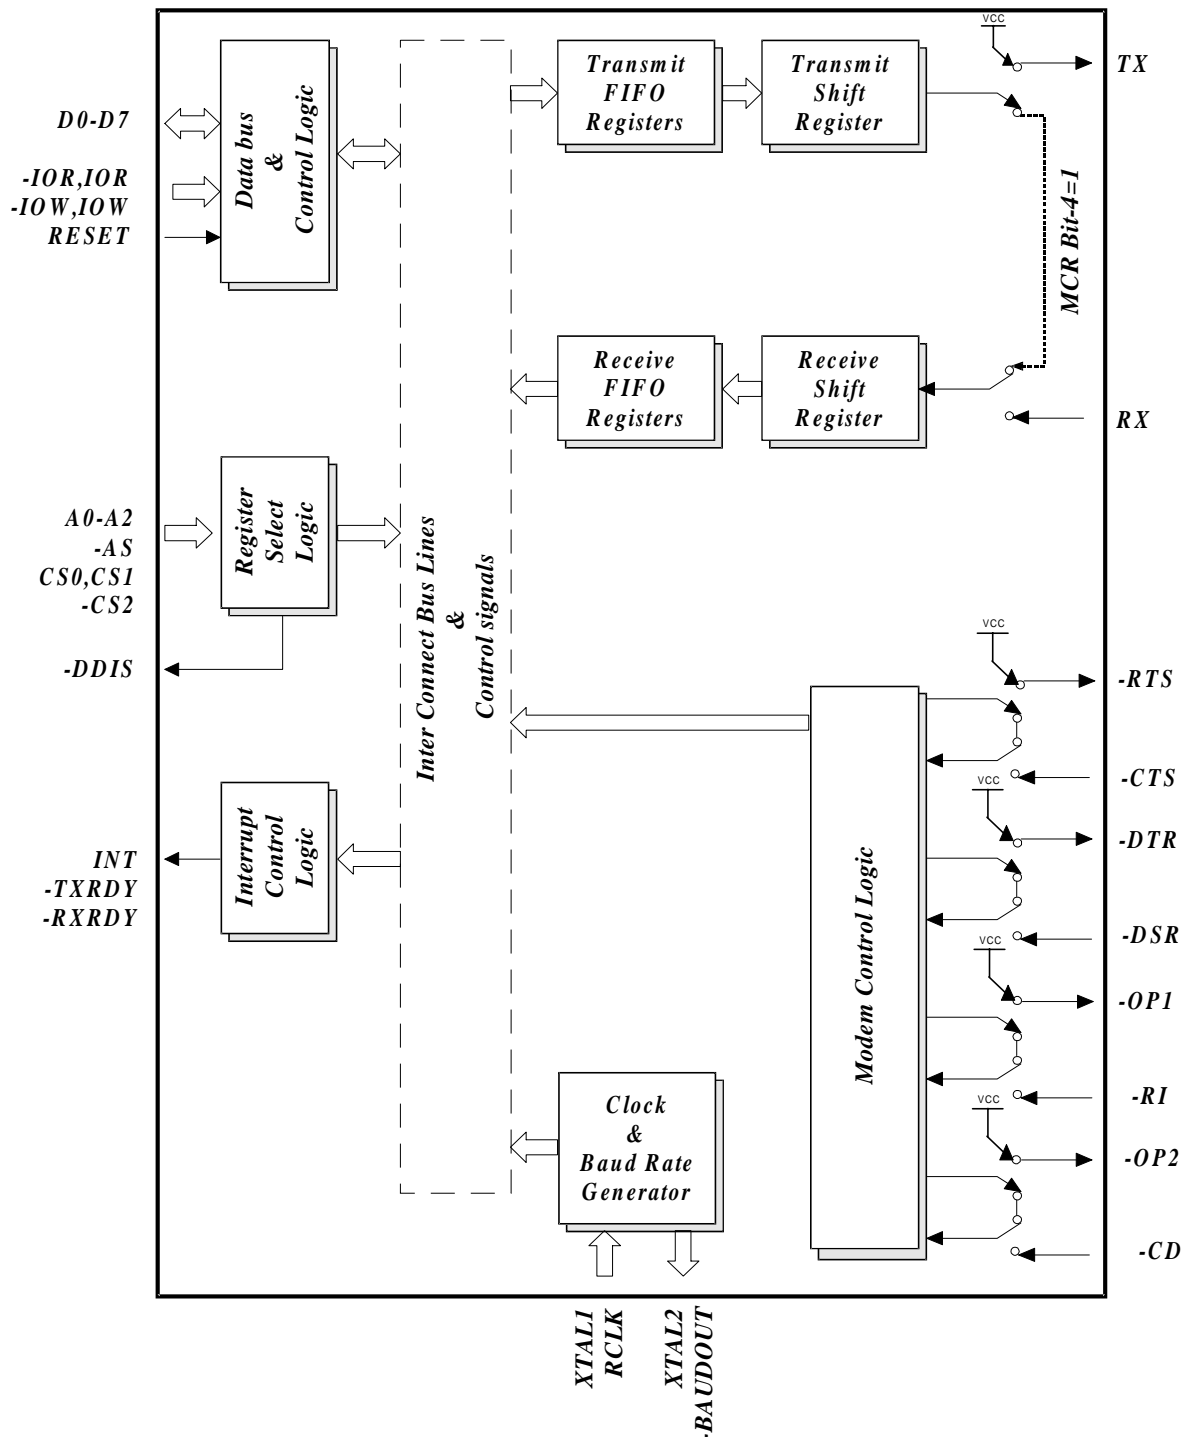 D0-D7
-IOR,IOR
-IOW,IOW
RESET
A0-A2
-AS
CS0,CS1
-CS2
-DDIS
INT
-TXRDY
-RXRDY
Data bus
&
Control Logic
Register
Select
Logic
Interrupt
Control
Logic
Inter Connect Bus Lines
&
Control signals
Transmit
FIFO
Registers
Transmit
Shift
Register
Receive
FIFO
Registers
Receive
Shift
Register
MCR Bit-4=1
Clock
&
Baud Rate
Generator
Modem Control Logic
VCC
TX
RX
VCC
-RTS
-CTS
VCC
-DTR
-DSR
VCC
-OP1
-RI
VCC
-OP2
-CD
XTAL1
RCLK
XTAL2
-BAUDOUT